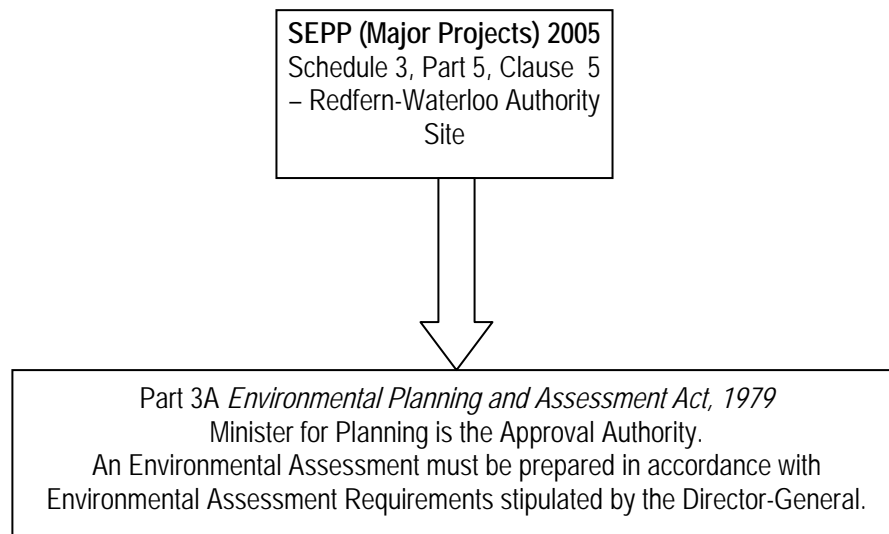 SEPP (Major Projects) 2005
Schedule 3, Part 5, Clause 5
– Redfern-Waterloo Authority
Site
Part 3A Environmental Planning and Assessment Act, 1979
Minister for Planning is the Approval Authority.
An Environmental Assessment must be prepared in accordance with
Environmental Assessment Requirements stipulated by the Director-General.